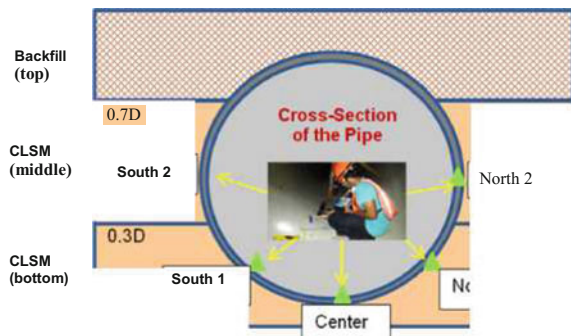 Backfill
(top)
0.7D
Cross-Section
of the Pipe
CLSM
(middle)
South 2
North 2
0.3D
CLSM
(bottom)
South 1
Center